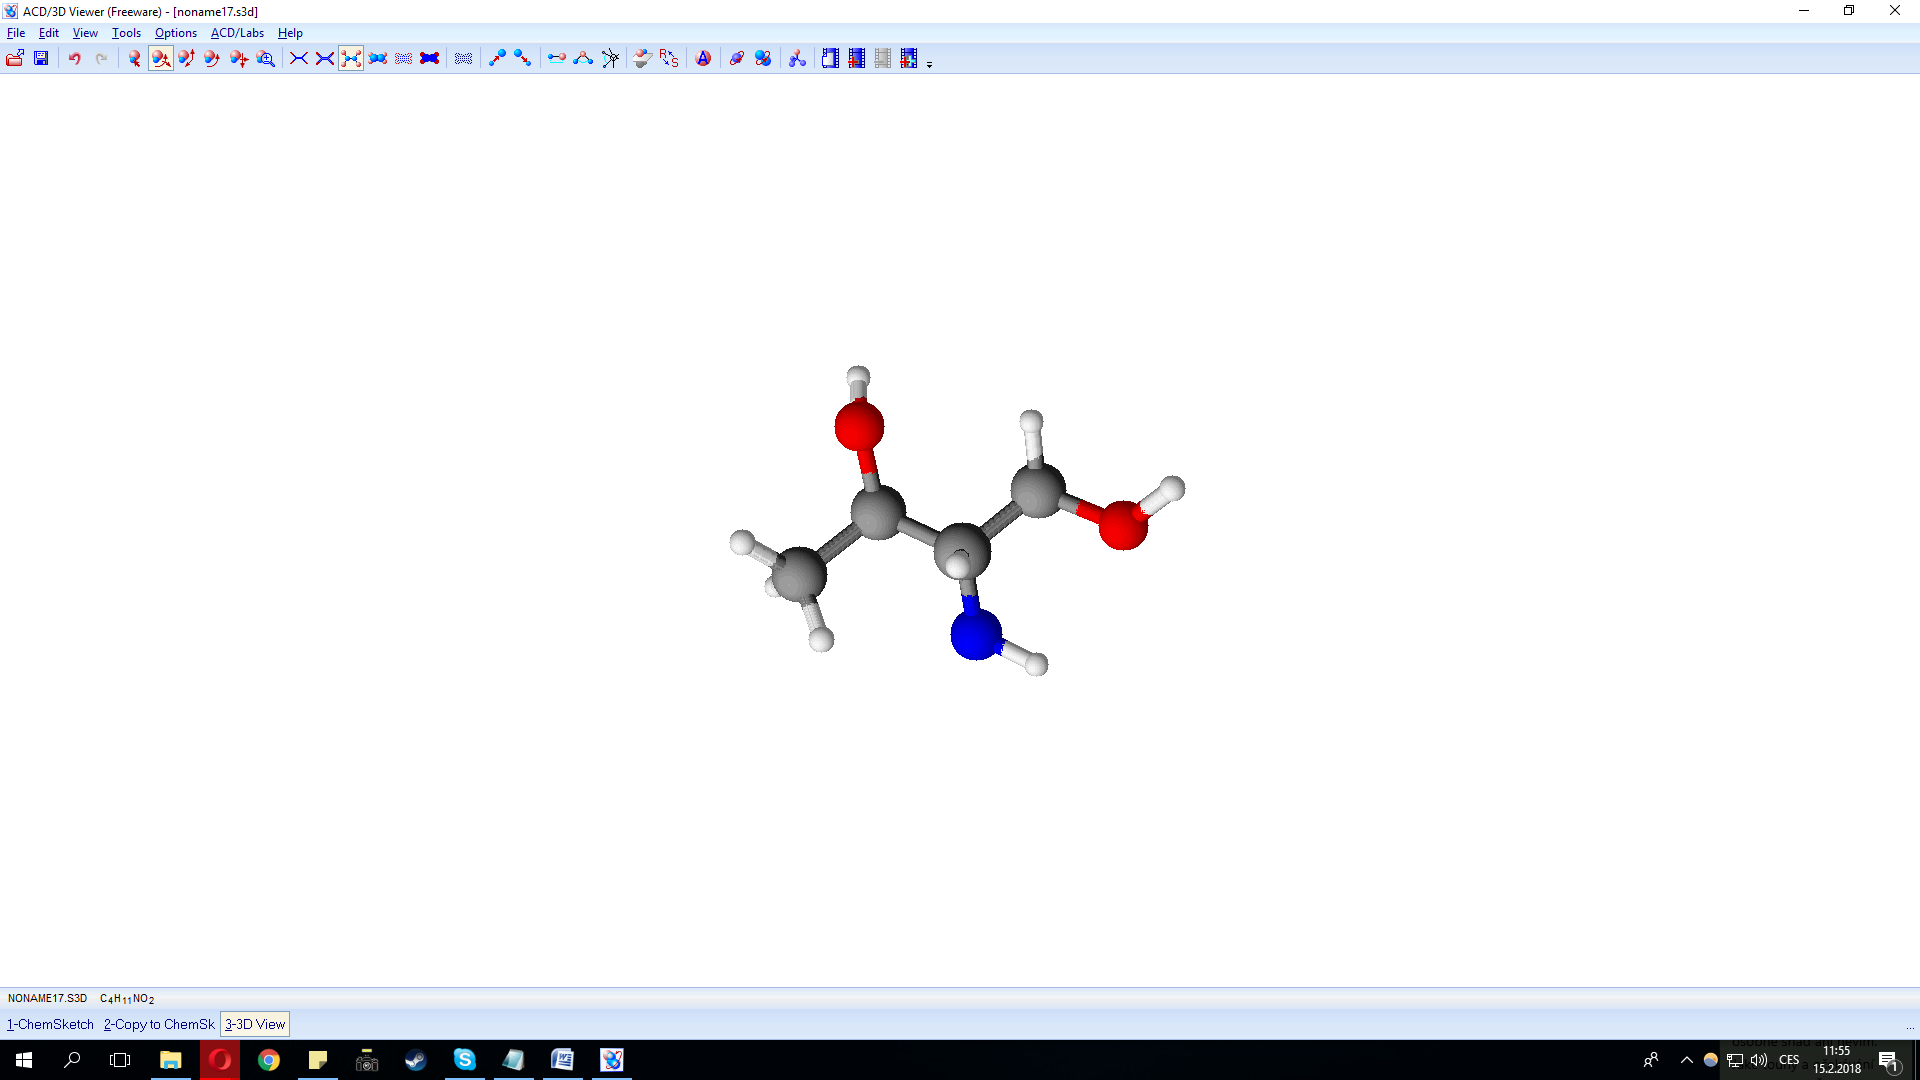 ACD/3D Viewer (Freeware) - [noname17.s3d]
File Edit View Tools Options ACD/Labs Help
NONAME17.S3D C4H11NO2
1-ChemSketch 2-Copy to ChemSk 3-3D View
11:55
CES
15.2.2018
1